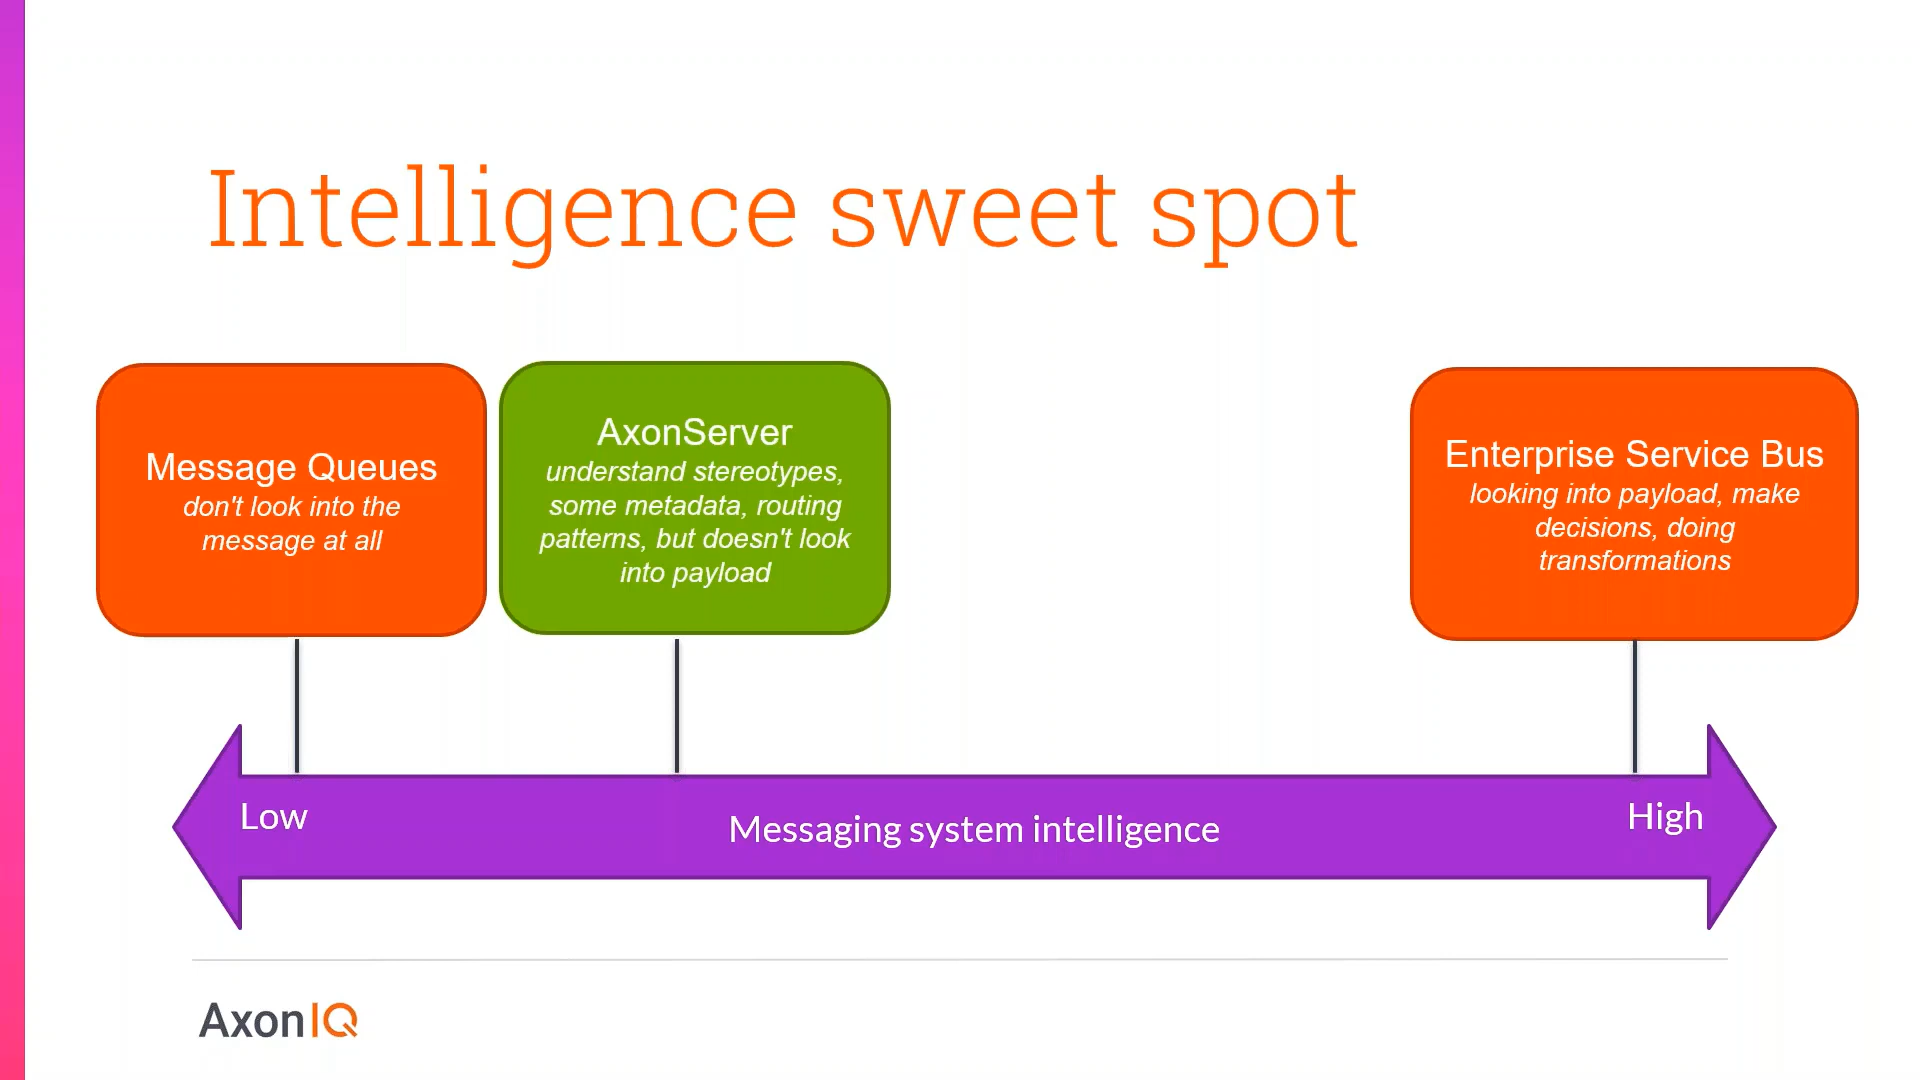 Intelligence sweet spot
Message Queues
don't look into the
message at all
AxonServer
understand stereotypes,
some metadata, routing
patterns, but doesn't look
into payload
Enterprise Service Bus
looking into payload, make
decisions, doing
transformations
Low
Messaging system intelligence
High
AxonIQ